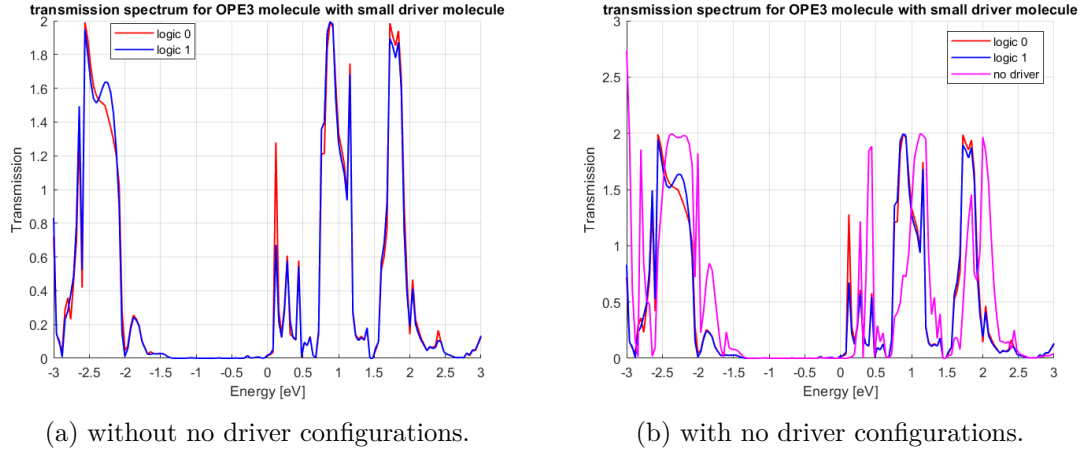 transmission spectrum for OPE3 molecule with small driver molecule
2
1.8
1.6
1.4
1.2
1
0.8
0.6
0.4
0.2
0
Transmission
logic 0
logic 1
-3 -2.5 -2 -1.5 -1 -0.5 0 0.5 1 1.5 2 2.5 3
Energy [eV]
(a) without no driver configurations.
transmission spectrum for OPE3 molecule with small driver molecule
3
2.5
2
1.5
1
0.5
0
Transmission
logic 0
logic 1
no driver
-3 -2.5 -2 -1.5 -1 -0.5 0 0.5 1 1.5 2 2.5 3
Energy [eV]
(b) with no driver configurations.